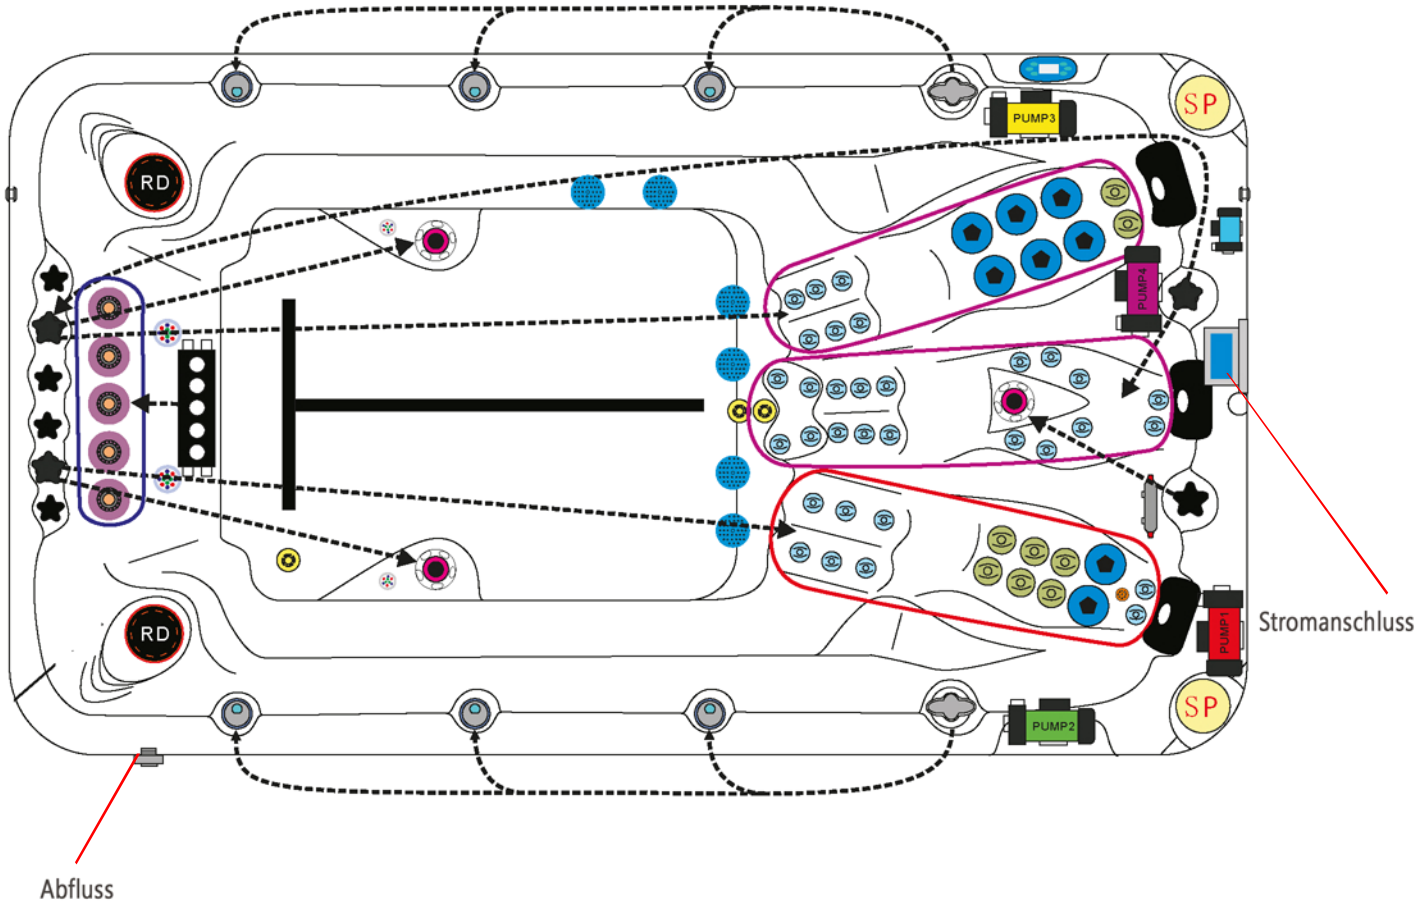 SP
PUMP3
RD
PUMP4
Stromanschluss
PUMP1
RD
SP
PUMP2
Abfluss